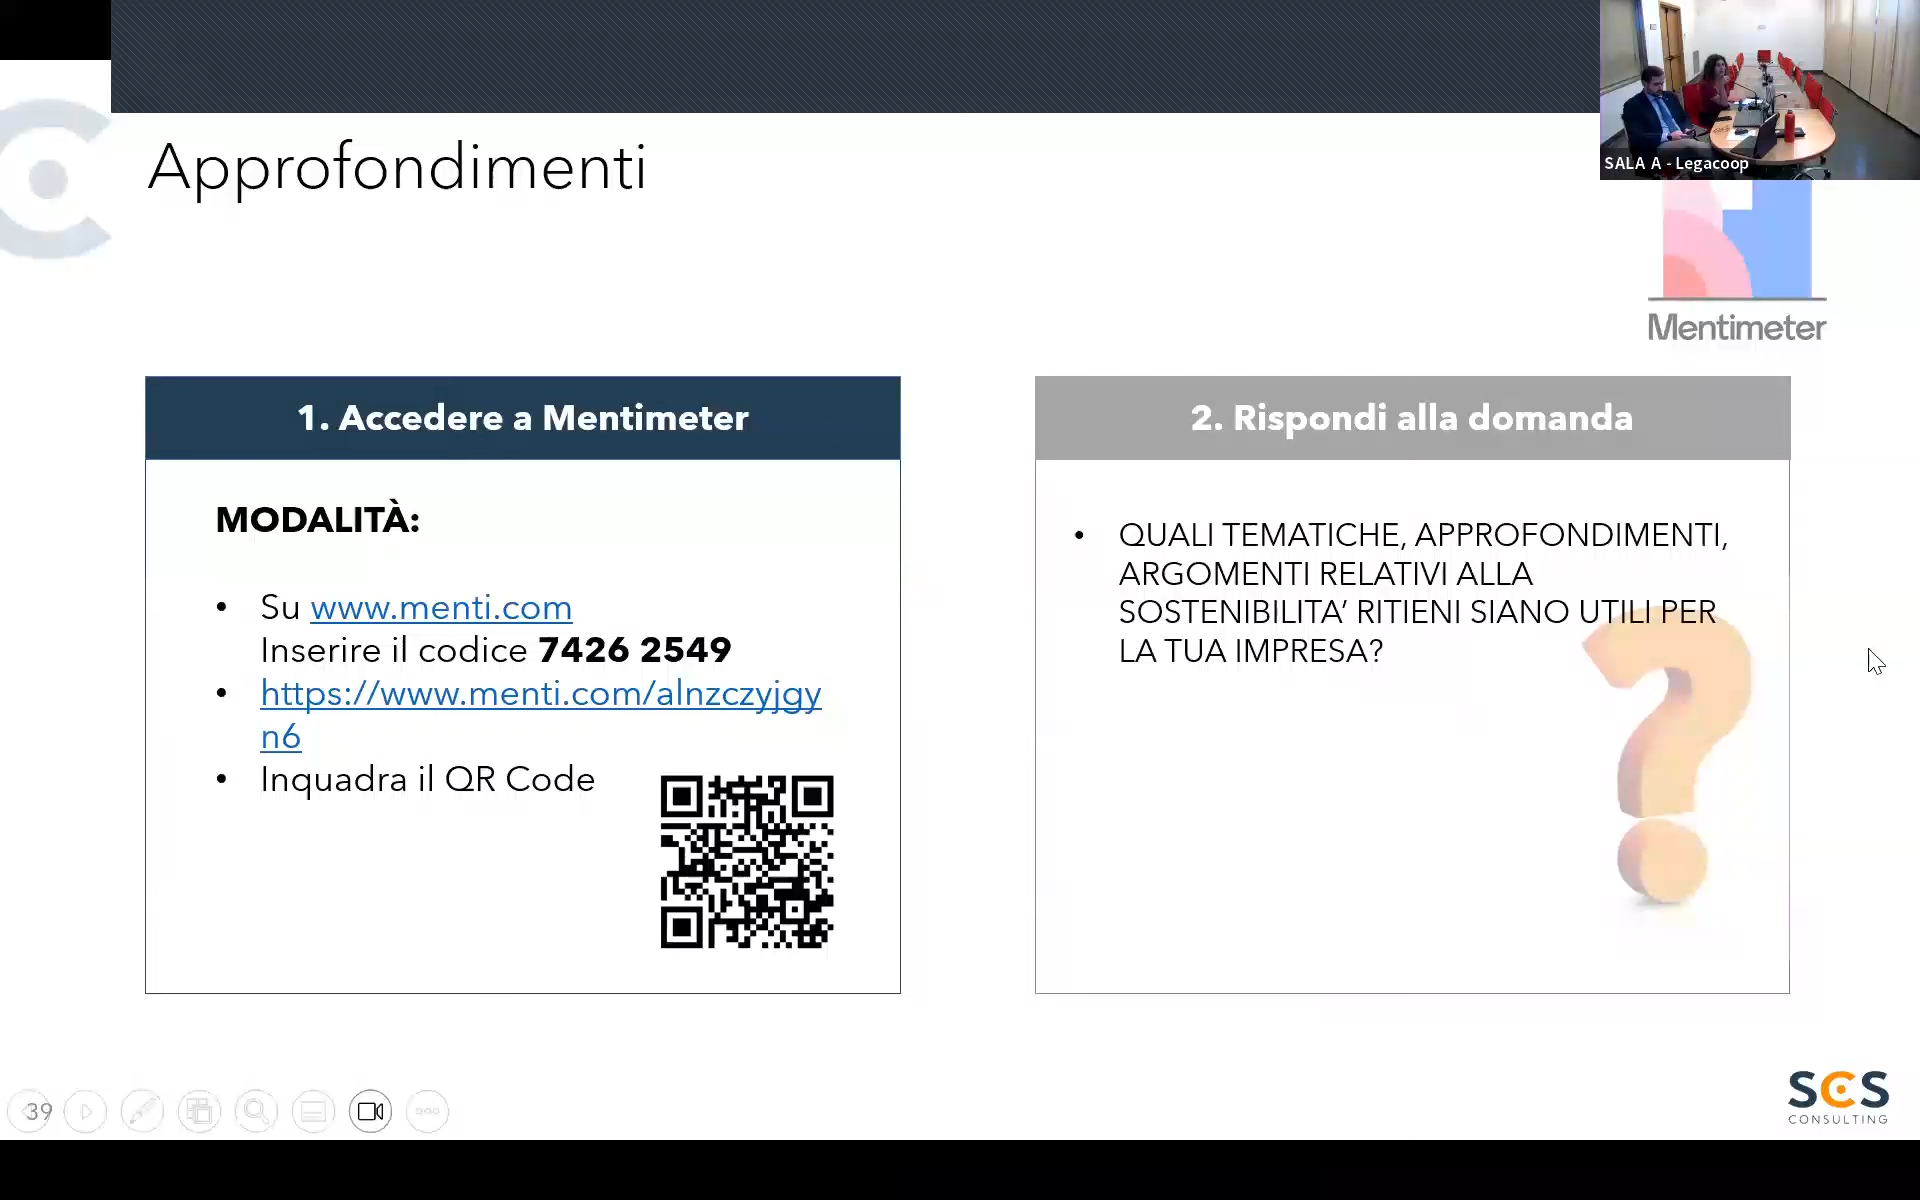 SALA A - Legacoop
Approfondimenti
Mentimeter
1. Accedere a Mentimeter
MODALITÀ:
• Su www.menti.com
Inserire il codice 7426 2549
• https://www.menti.com/alnzczyjgy
n6
• Inquadra il QR Code
2. Rispondi alla domanda
• QUALI TEMATICHE, APPROFONDIMENTI,
ARGOMENTI RELATIVI ALLA
SOSTENIBILITA’ RITIENI SIANO UTILI PER
LA TUA IMPRESA?
39
SCS
CONSULTING